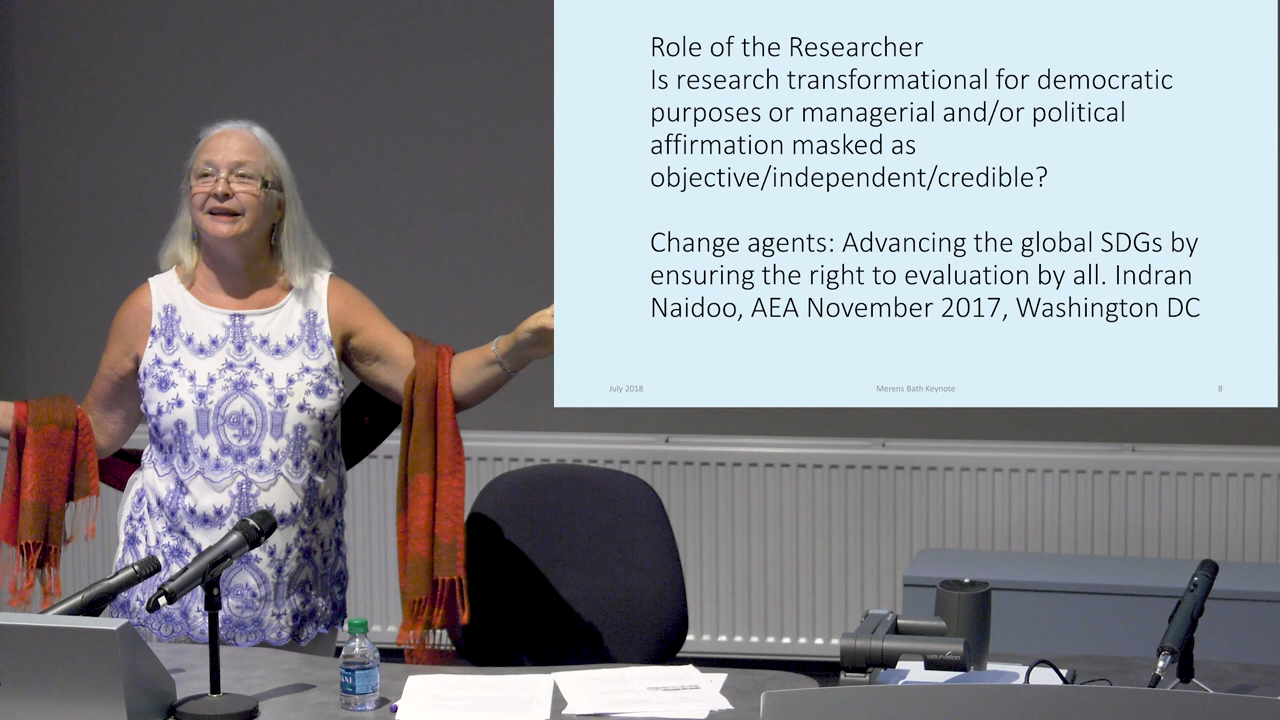 Role of the Researcher
Is research transformational for democratic
purposes or managerial and/or political
affirmation masked as
objective/independent/credible?
Change agents: Advancing the global SDGs by
ensuring the right to evaluation by all. Indran
Naidoo, AEA November 2017, Washington DC
July 2018
Merens Bath Keynote
8
wolfvision